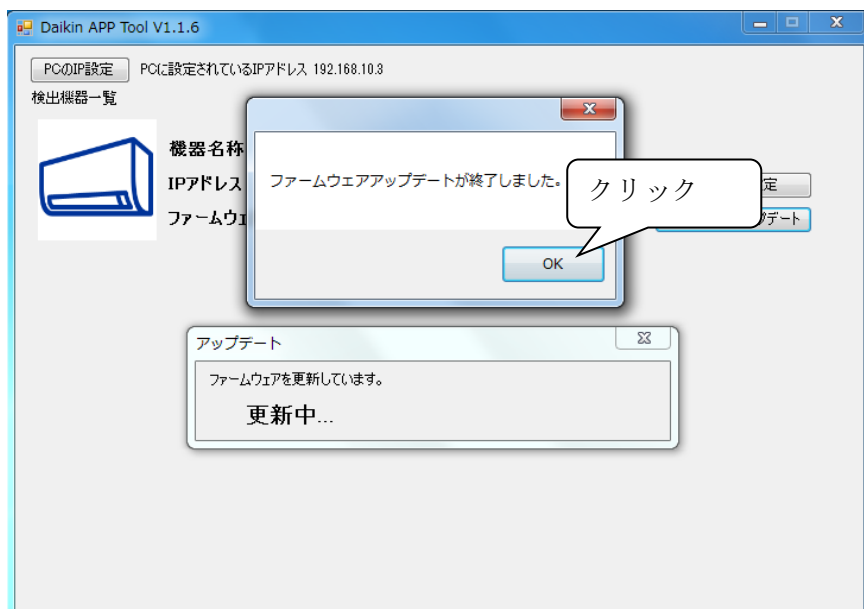 Daikin APP Tool V1.1.6
PCのIP設定 PCに設定されているIPアドレス 192.168.10.3
検出機器一覧
機器名称
IPアドレス
ファームウェ
定
デート
ファームウェアアップデートが終了しました。
クリック
OK
アップデート
ファームウェアを更新しています。
更新中...